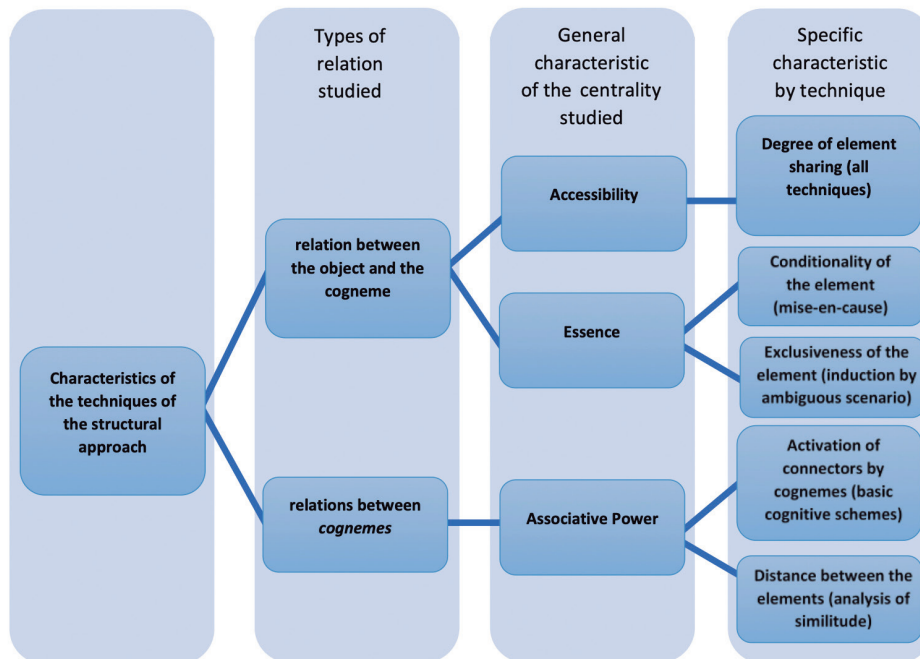 Types of
relation
studied
General
characteristic
of the centrality
studied
Specific
characteristic
by technique
Characteristics of
the techniques of
the structural
approach
relation between
the object and the
cogneme
relations between
cognemes
Accessibility
Essence
Associative Power
Degree of element
sharing (all
techniques)
Conditionality of
the element
(mise-en-cause)
Exclusiveness of the
element (induction by
ambiguous scenario)
Activation of
connectors by
cognemes (basic
cognitive schemes)
Distance between the
elements (analysis of
similitude)